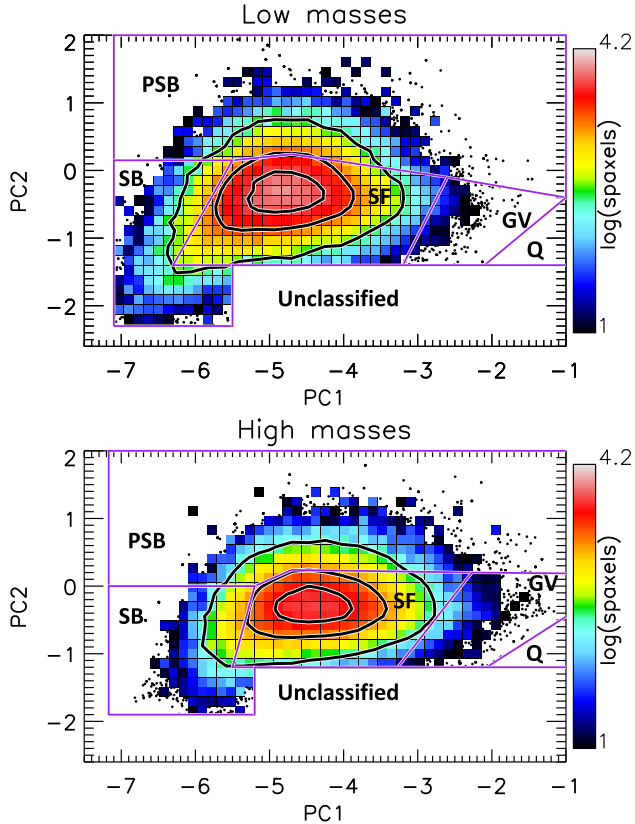 Low masses
2
1
0
−1
−2
PC2
PSB
SB
SF
GV
Q
Unclassified
−7 −6 −5 −4 −3 −2 −1
PC1
4.2
log(spaxels)
1
High masses
2
1
0
−1
−2
PC2
PSB
SB
SF
GV
Q
Unclassified
−7 −6 −5 −4 −3 −2 −1
PC1
4.2
log(spaxels)
1